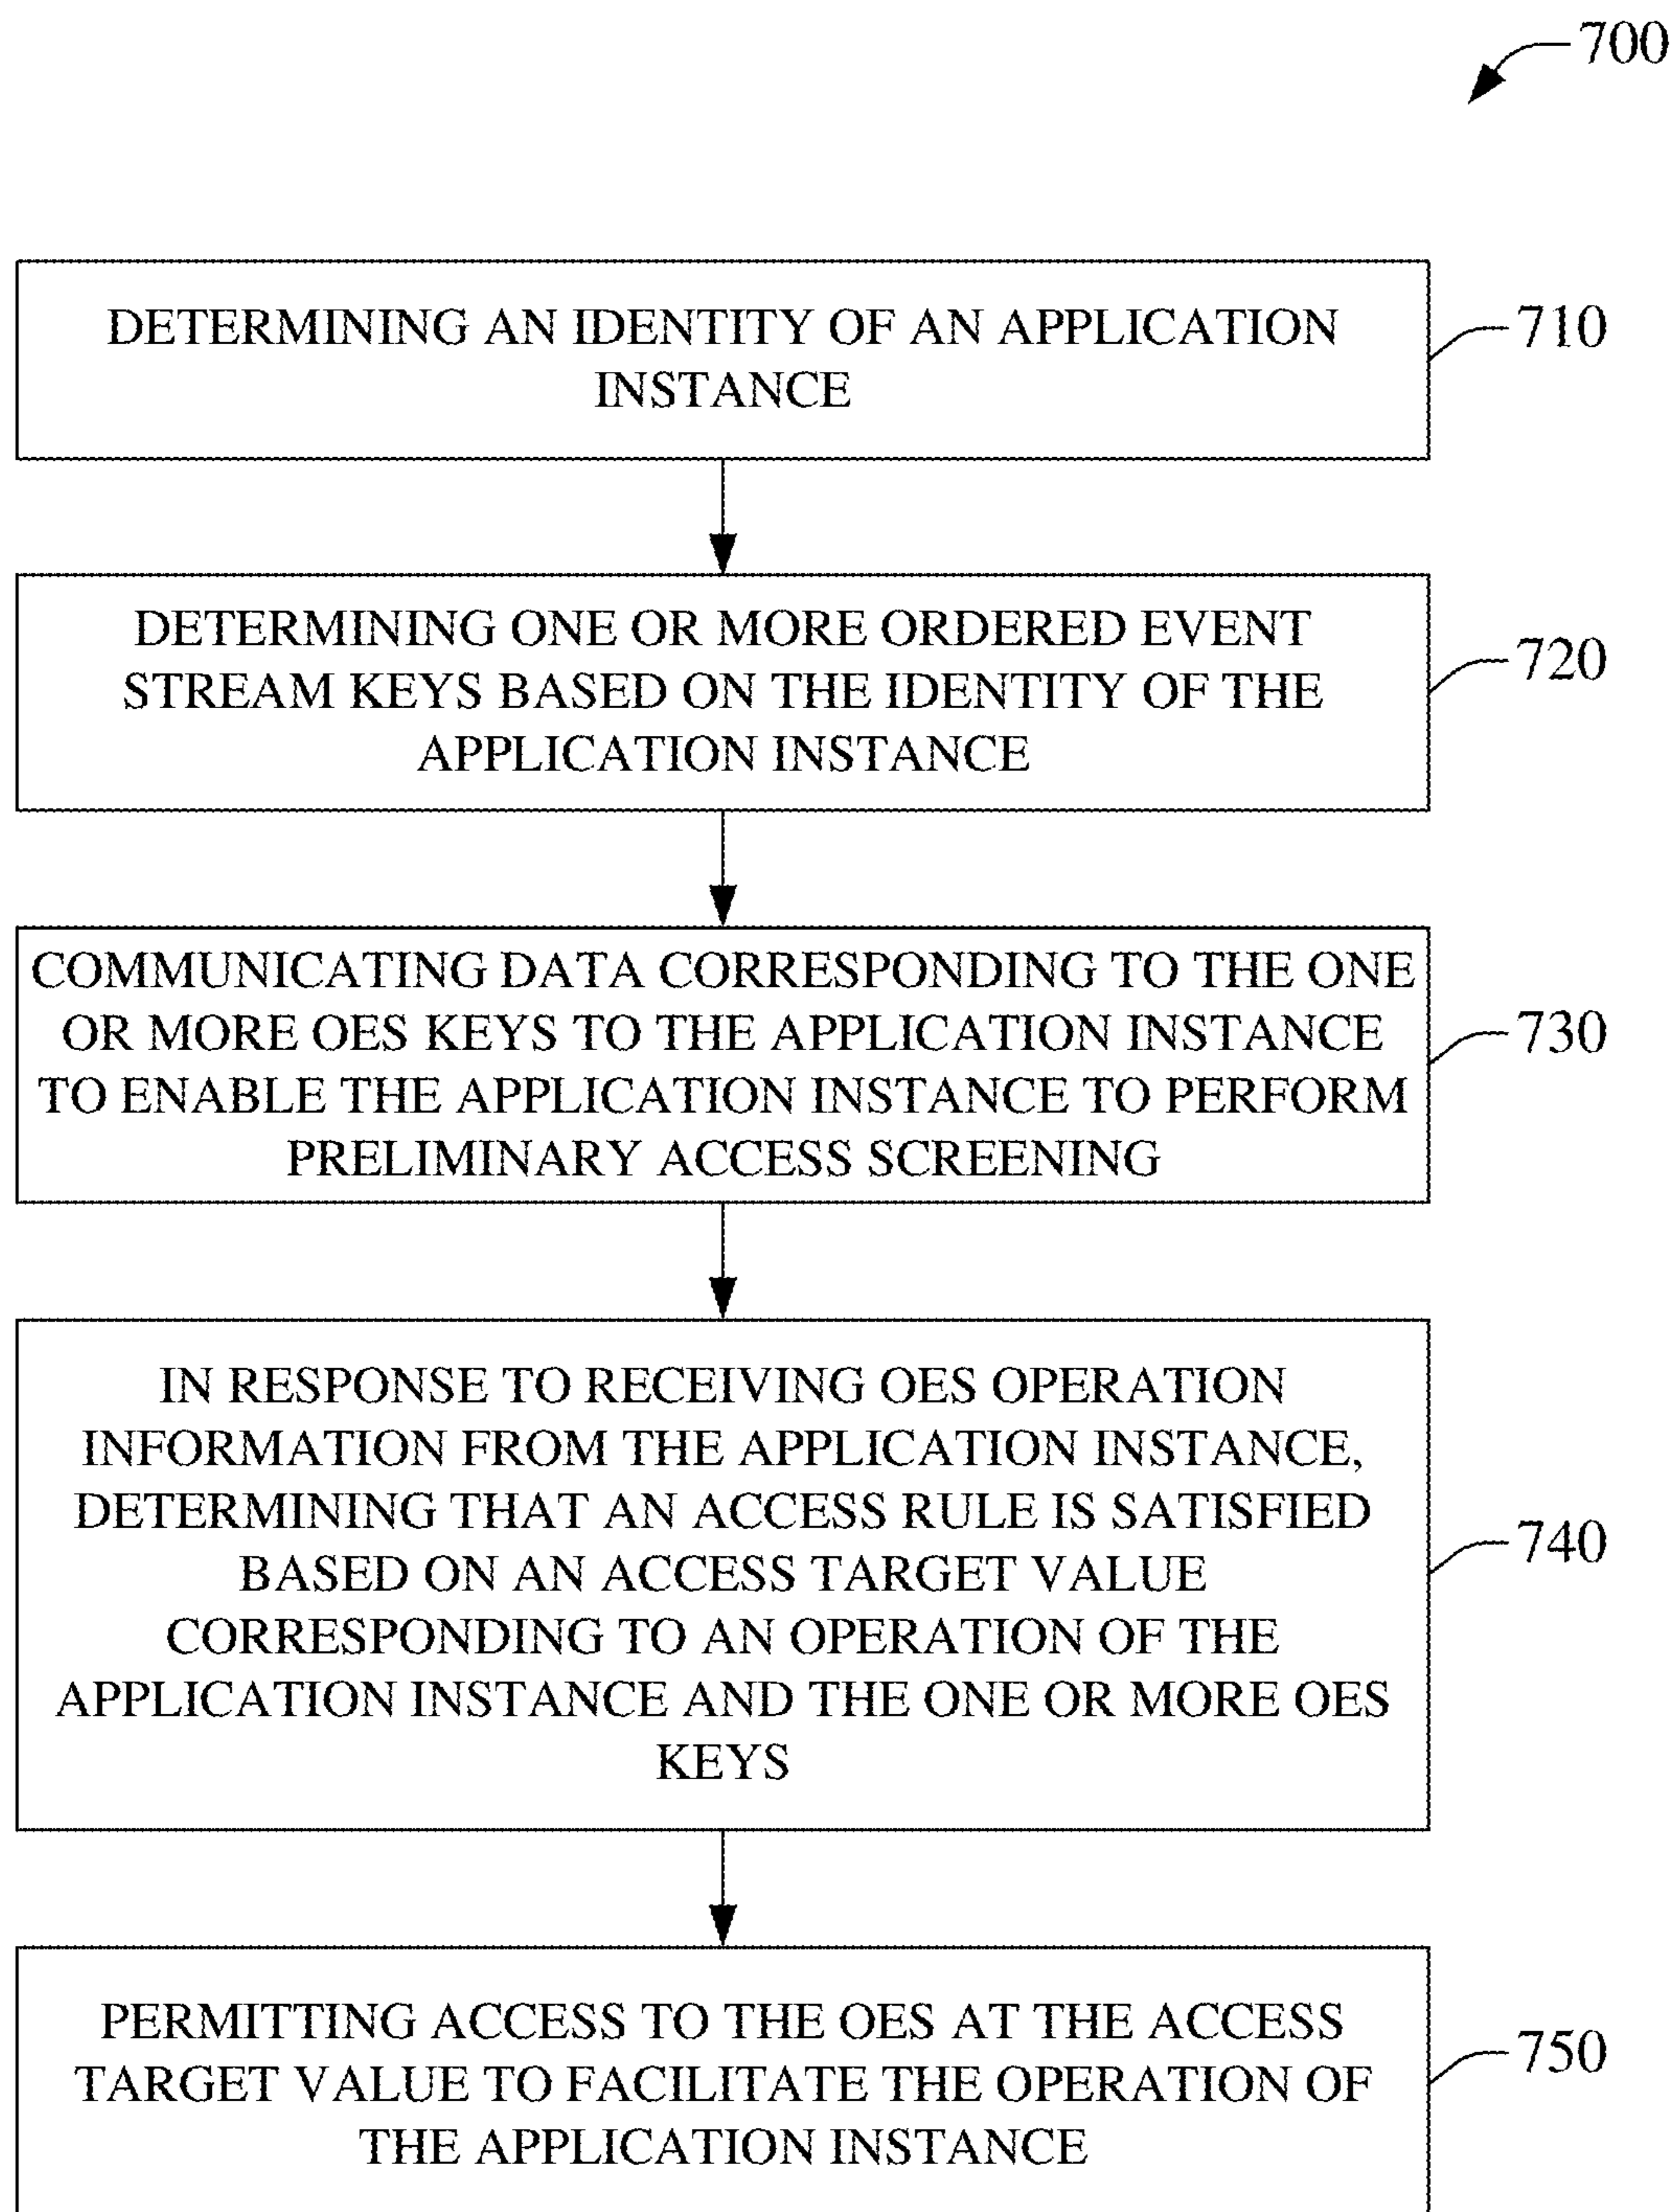 700
DETERMINING AN IDENTITY OF AN APPLICATION
INSTANCE
710
DETERMINING ONE OR MORE ORDERED EVENT
STREAM KEYS BASED ON THE IDENTITY OF THE
APPLICATION INSTANCE
720
COMMUNICATING DATA CORRESPONDING TO THE ONE
OR MORE OES KEYS TO THE APPLICATION INSTANCE
TO ENABLE THE APPLICATION INSTANCE TO PERFORM
PRELIMINARY ACCESS SCREENING
730
IN RESPONSE TO RECEIVING OES OPERATION
INFORMATION FROM THE APPLICATION INSTANCE,
DETERMINING THAT AN ACCESS RULE IS SATISFIED
BASED ON AN ACCESS TARGET VALUE
CORRESPONDING TO AN OPERATION OF THE
APPLICATION INSTANCE AND THE ONE OR MORE OES
KEYS
740
PERMITTING ACCESS TO THE OES AT THE ACCESS
TARGET VALUE TO FACILITATE THE OPERATION OF
THE APPLICATION INSTANCE
750